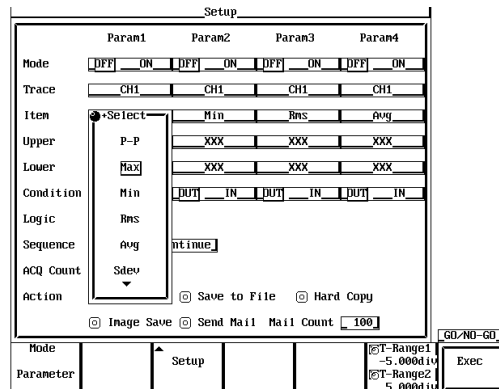 Setup
Param1 Param2 Param3 Param4
Mode OFF ON OFF ON OFF ON OFF ON
Trace CH1 CH1 CH1 CH1
Item +Select Min Rms Avg
Upper P-P XXX XXX XXX
Lower Max XXX XXX XXX
Condition Min OUT IN OUT IN OUT IN
Logic Rms
Sequence Avg ntinue
ACQ Count Sdev
Action Save to File Hard Copy
Image Save Send Mail Mail Count 100
GO/NO-GO
Mode Parameter
Setup
T-Range1
-5.000div
T-Range2
5.000div
Exec